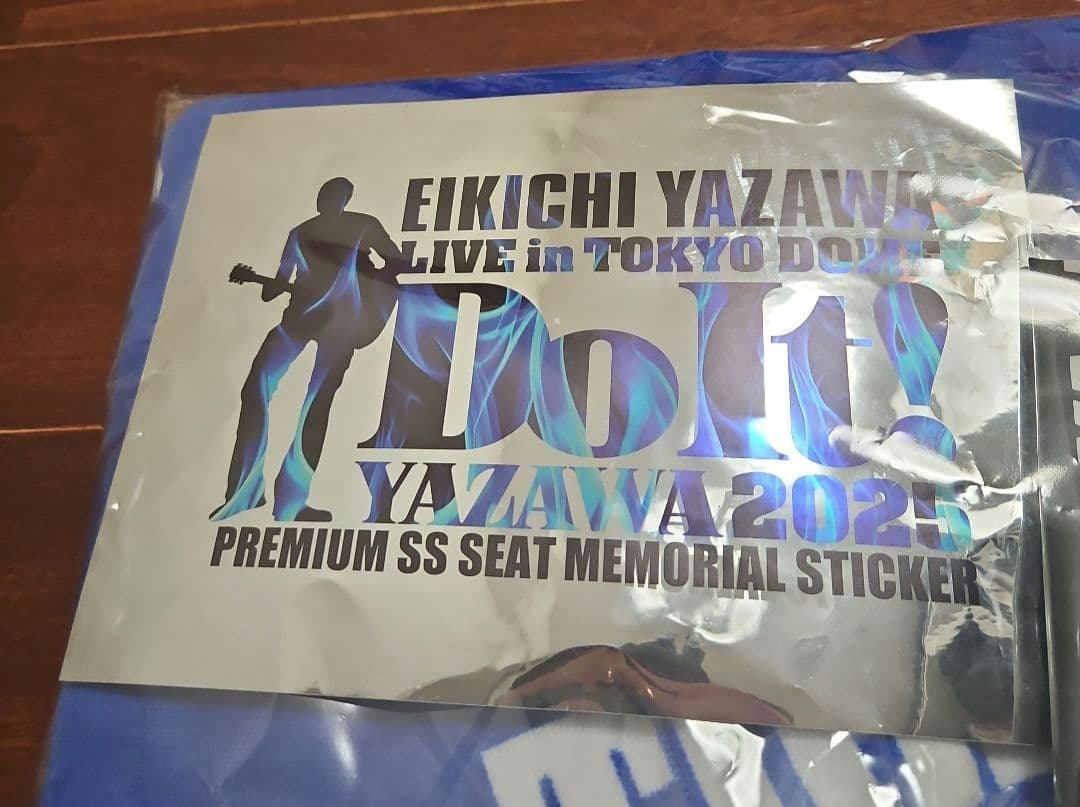 EIKICHI YAZAWA
LIVE in TOKYO DOME
Do It!
YAZAWA 2025
PREMIUM SS SEAT MEMORIAL STICKER